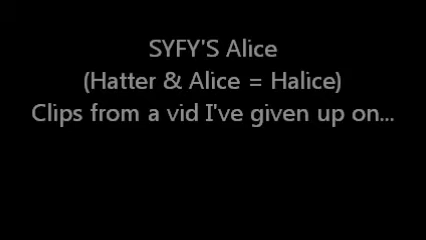 SYFY'S Alice
(Hatter & Alice = Halice)
Clips from a vid I've given up on...